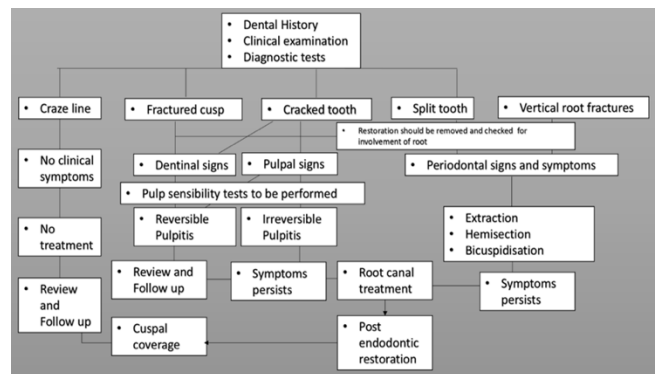 • Dental History
• Clinical examination
• Diagnostic tests
• Craze line
• Fractured cusp
• Cracked tooth
• Split tooth
• Vertical root fractures
• Restoration should be removed and checked for
involvement of root
• No clinical
symptoms
• Dentinal signs
• Pulpal signs
• Periodontal signs and symptoms
• Pulp sensibility tests to be performed
• No
treatment
• Reversible
Pulpitis
• Irreversible
Pulpitis
• Extraction
• Hemisection
• Bicuspidisation
• Review
and
Follow up
• Review and
Follow up
• Symptoms
persists
• Root canal
treatment
• Symptoms
persists
• Cuspal
coverage
• Post
endodontic
restoration